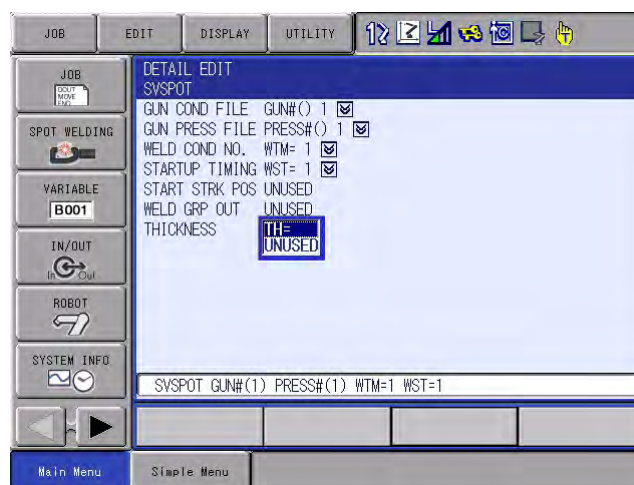 JOB EDIT DISPLAY UTILITY
JOB
DOUT
MOVE
END
SPOT WELDING
VARIABLE
B001
IN/OUT
In Out
ROBOT
SYSTEM INFO
DETAIL EDIT
SVSPOT
GUN COND FILE GUN#() 1
GUN PRESS FILE PRESS#() 1
WELD COND NO. WTM= 1
STARTUP TIMING WST= 1
START STRK POS UNUSED
WELD GRP OUT UNUSED
THICKNESS TH=
UNUSED
SVSPOT GUN#(1) PRESS#(1) WTM=1 WST=1
Main Menu Simple Menu